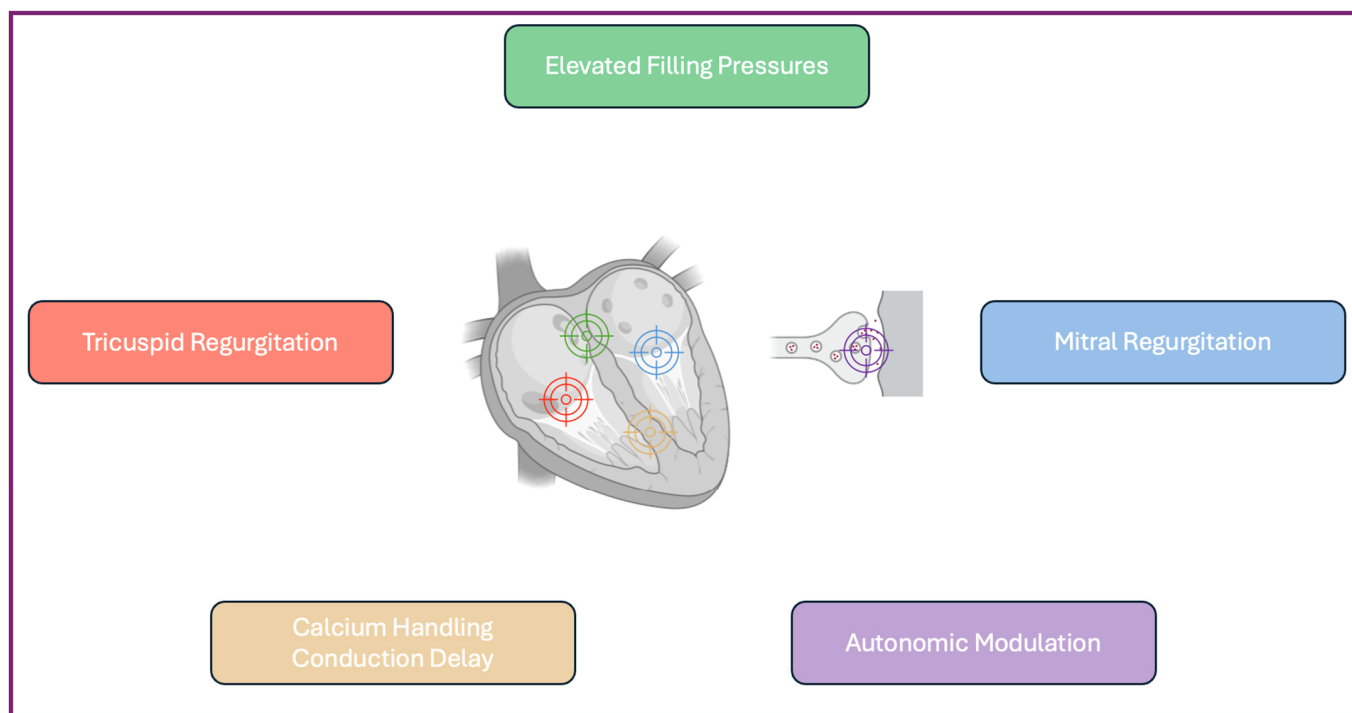 Elevated Filling Pressures
Tricuspid Regurgitation
Mitral Regurgitation
Calcium Handling
Conduction Delay
Autonomic Modulation